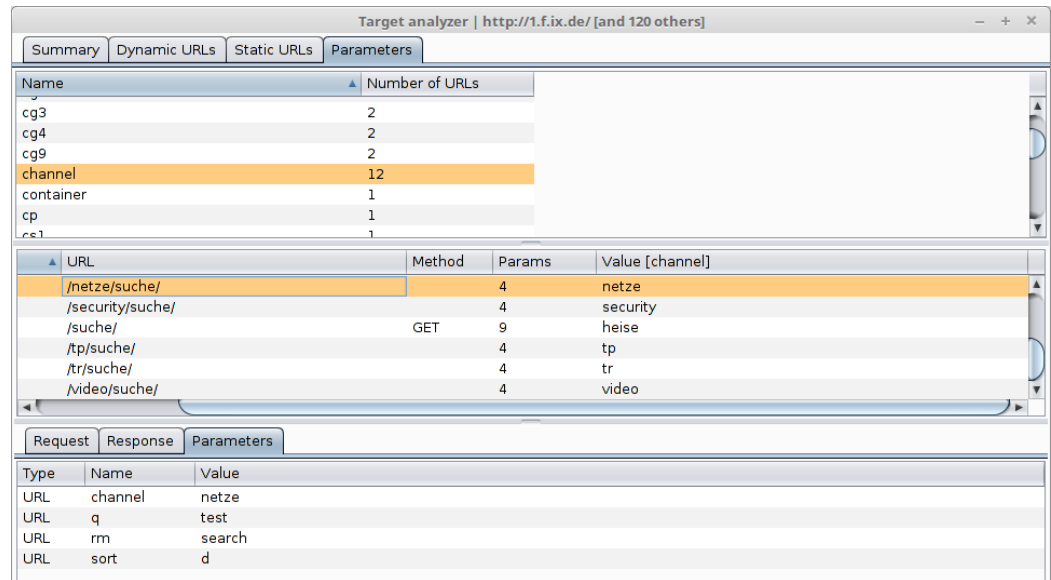 Target analyzer | http://1.f.ix.de/ [and 120 others]
Summary Dynamic URLs Static URLs Parameters
Name Number of URLs
cg3 2
cg4 2
cg9 2
channel 12
container 1
cp 1
cs1 1
URL Method Params Value [channel]
/netze/suche/ 4 netze
/security/suche/ 4 security
/suche/ GET 9 heise
/tp/suche/ 4 tp
/tr/suche/ 4 tr
/video/suche/ 4 video
Request Response Parameters
Type Name Value
URL channel netze
URL q test
URL rm search
URL sort d